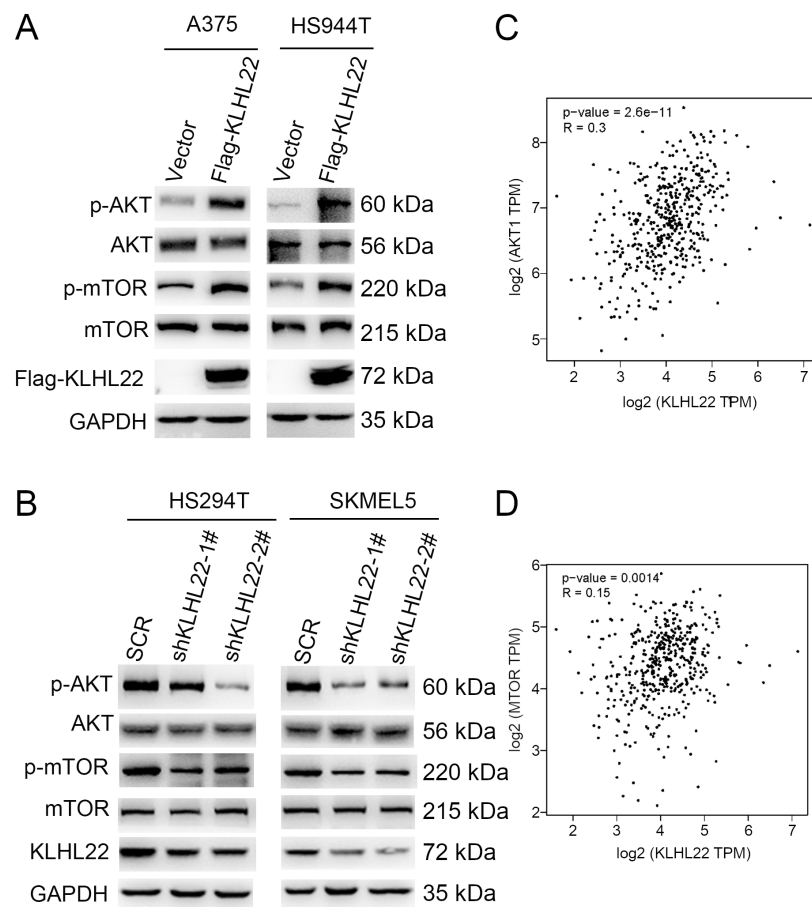 A
A375 HS944T
Vector Flag-KLHL22 Vector Flag-KLHL22
p-AKT 60 kDa
AKT 56 kDa
p-mTOR 220 kDa
mTOR 215 kDa
Flag-KLHL22 72 kDa
GAPDH 35 kDa
C
p-value = 2.6e-11
R = 0.3
log2 (AKT1 TPM)
8
7
6
5
2 3 4 5 6 7
log2 (KLHL22 TPM)
B
HS294T SKMEL5
SCR shKLHL22-1# shKLHL22-2# SCR shKLHL22-1# shKLHL22-2#
p-AKT 60 kDa
AKT 56 kDa
p-mTOR 220 kDa
mTOR 215 kDa
KLHL22 72 kDa
GAPDH 35 kDa
D
p-value = 0.0014
R = 0.15
log2 (MTOR TPM)
6
5
4
3
2
2 3 4 5 6 7
log2 (KLHL22 TPM)